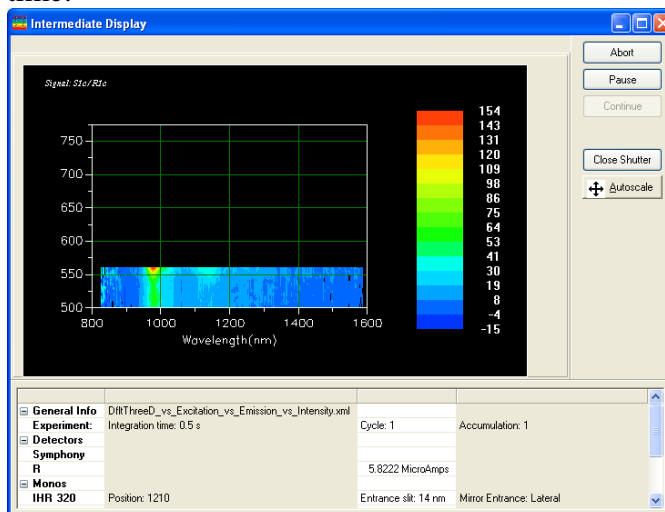 Intermediate Display
Abort
Pause
Continue
Close Shutter
Autoscale
Signal: S1c/R1c
750
700
650
600
550
500
800 1000 1200 1400 1600
Wavelength(nm)
154
143
131
120
109
98
86
75
64
53
41
30
19
8
-4
-15
General Info DfltThreeD_vs_Excitation_vs_Emission_vs_Intensity.xml
Experiment: Integration time: 0.5 s Cycle: 1 Accumulation: 1
Detectors
Symphony
R 5.8222 MicroAmps
Monos
IHR 320 Position: 1210 Entrance slit: 14 nm Mirror Entrance: Lateral